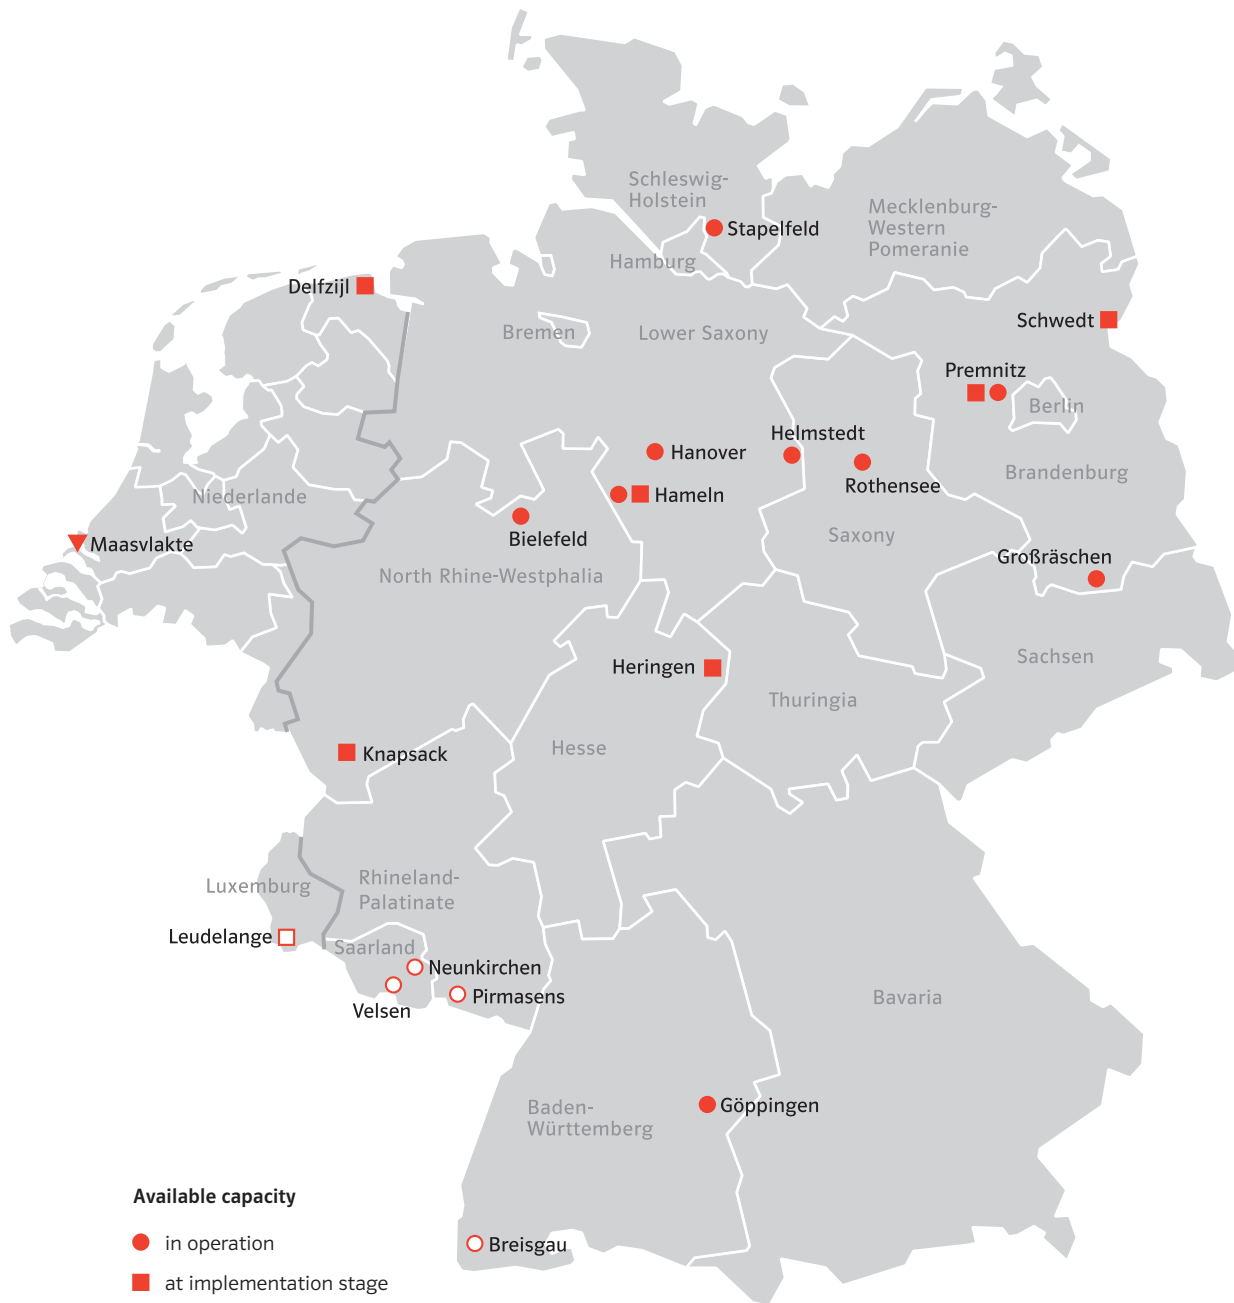 Schleswig-
Holstein
Mecklenburg-
Western
Pomeranie
Stapelfeld
Hamburg
Delfzijl
Schwedt
Bremen
Lower Saxony
Premnitz
Berlin
Helmstedt
Hanover
Brandenburg
Rothensee
Niederlande
Hameln
Saxony
Bielefeld
Maasvlakte
Großräschen
North Rhine-Westphalia
Sachsen
Heringen
Thuringia
Hesse
Knapsack
Rhineland-
Palatinate
Luxemburg
Leudelange
Saarland
Neunkirchen
Pirmasens
Velsen
Bavaria
Göppingen
Baden-
Württemberg
Available capacity
in operation
Breisgau
at implementation stage